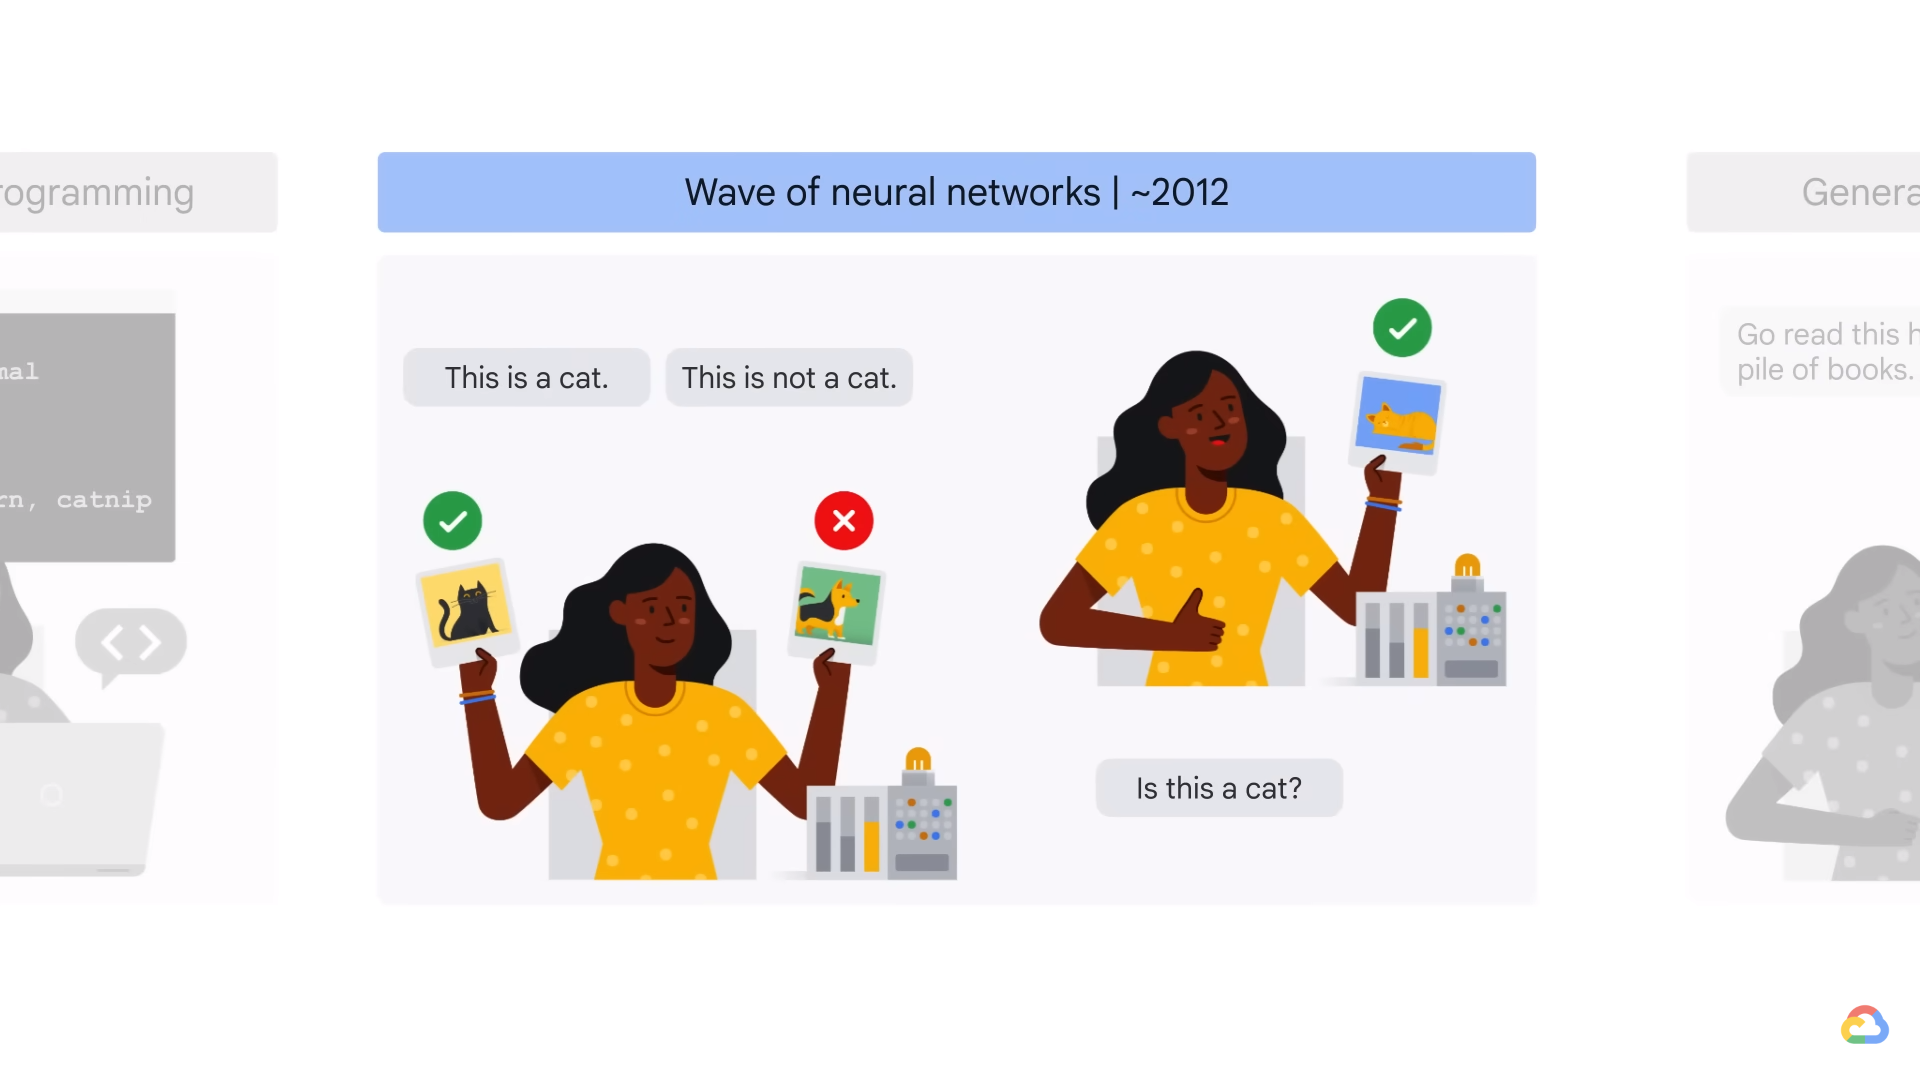 rogramming
mal
rn, catnip
Wave of neural networks | ~2012
This is a cat.
This is not a cat.
Is this a cat?
Genera
Go read this h
pile of books.